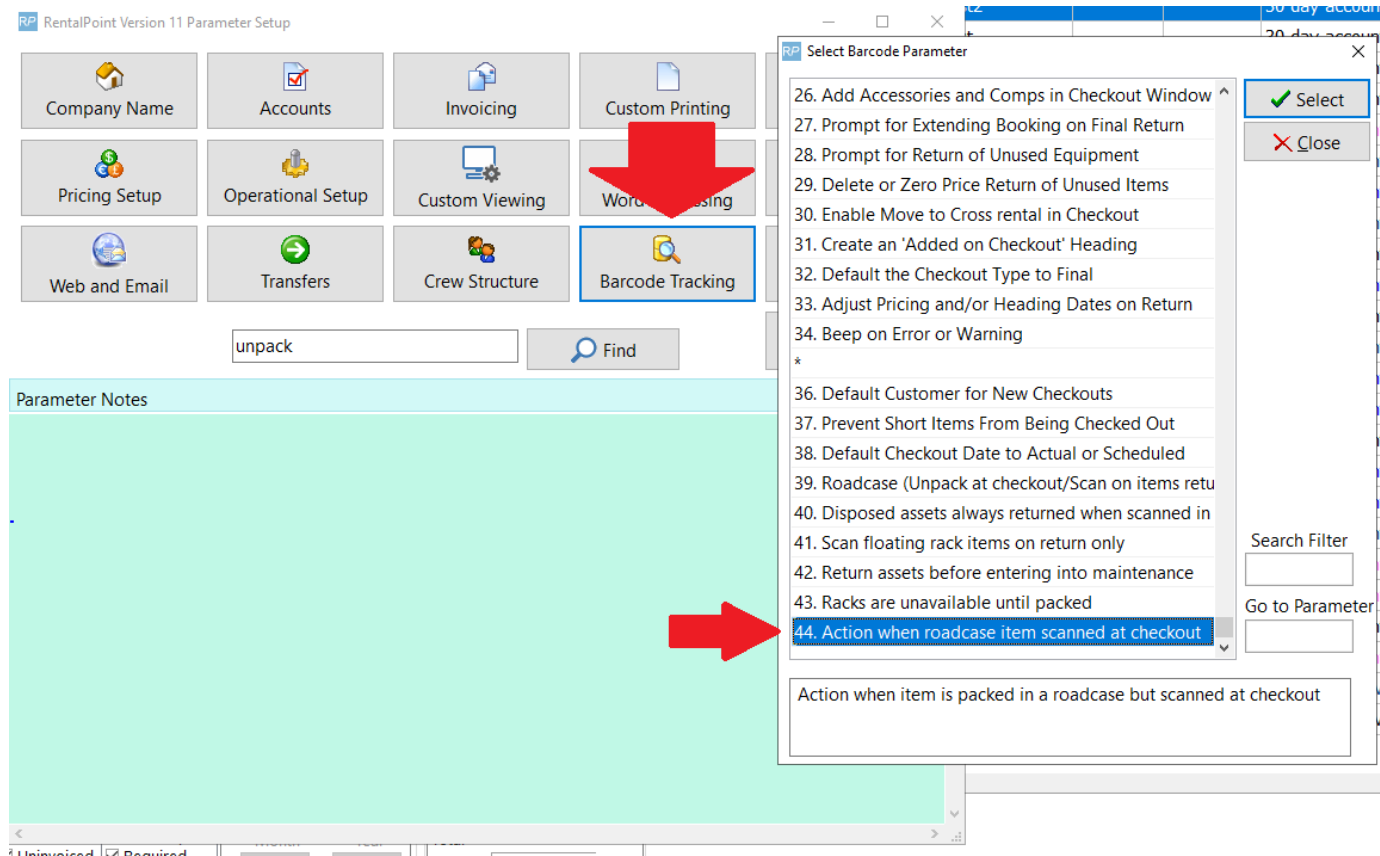 RP RentalPoint Version 11 Parameter Setup
Company Name
Accounts
Invoicing
Custom Printing
Pricing Setup
Operational Setup
Custom Viewing
Web and Email
Transfers
Crew Structure
Barcode Tracking
unpack
Find
Parameter Notes
30 day accoun
RP Select Barcode Parameter
26. Add Accessories and Comps in Checkout Window
27. Prompt for Extending Booking on Final Return
28. Prompt for Return of Unused Equipment
29. Delete or Zero Price Return of Unused Items
30. Enable Move to Cross rental in Checkout
31. Create an 'Added on Checkout' Heading
32. Default the Checkout Type to Final
33. Adjust Pricing and/or Heading Dates on Return
34. Beep on Error or Warning
*
36. Default Customer for New Checkouts
37. Prevent Short Items From Being Checked Out
38. Default Checkout Date to Actual or Scheduled
39. Roadcase (Unpack at checkout/Scan on items retu
40. Disposed assets always returned when scanned in
41. Scan floating rack items on return only
42. Return assets before entering into maintenance
43. Racks are unavailable until packed
44. Action when roadcase item scanned at checkout
Select
Close
Search Filter
Go to Parameter
Action when item is packed in a roadcase but scanned at checkout